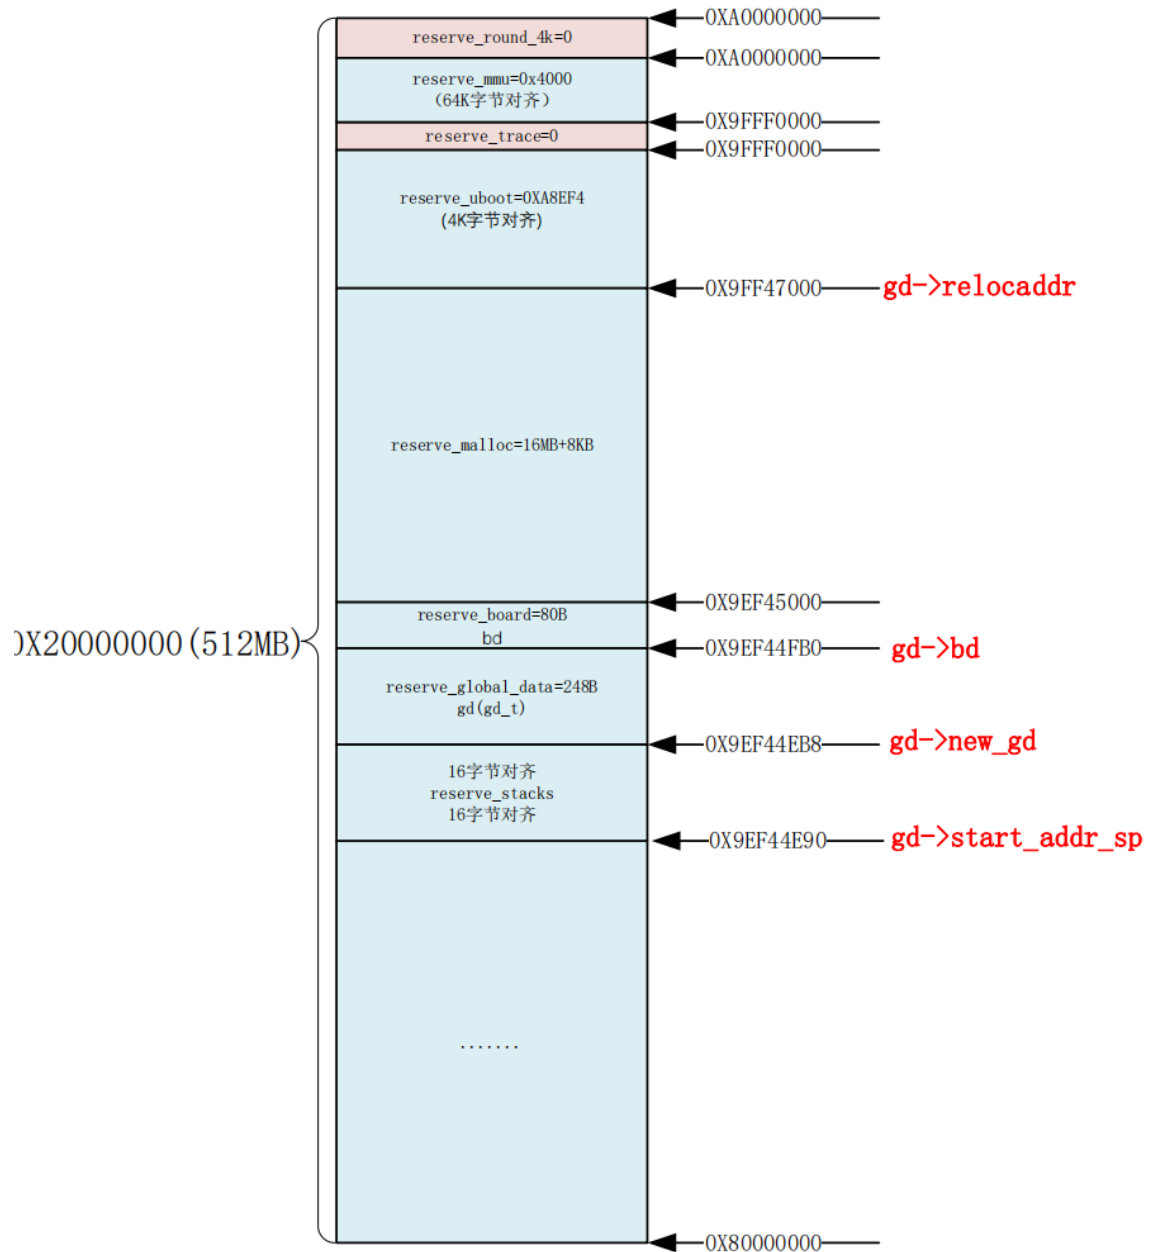 0XA0000000
reserve_round_4k=0
0XA0000000
reserve_mmu=0x4000
（64K字节对齐）
0X9FFF0000
reserve_trace=0
0X9FFF0000
reserve_uboot=0XA8EF4
(4K字节对齐)
0X9FF47000
gd->relocaddr
reserve_malloc=16MB+8KB
0X9EF45000
reserve_board=80B
bd
0X20000000(512MB)
0X9EF44FB0
gd->bd
reserve_global_data=248B
gd(gd_t)
0X9EF44EB8
gd->new_gd
16字节对齐
reserve_stacks
16字节对齐
0X9EF44E90
gd->start_addr_sp
.......
0X80000000